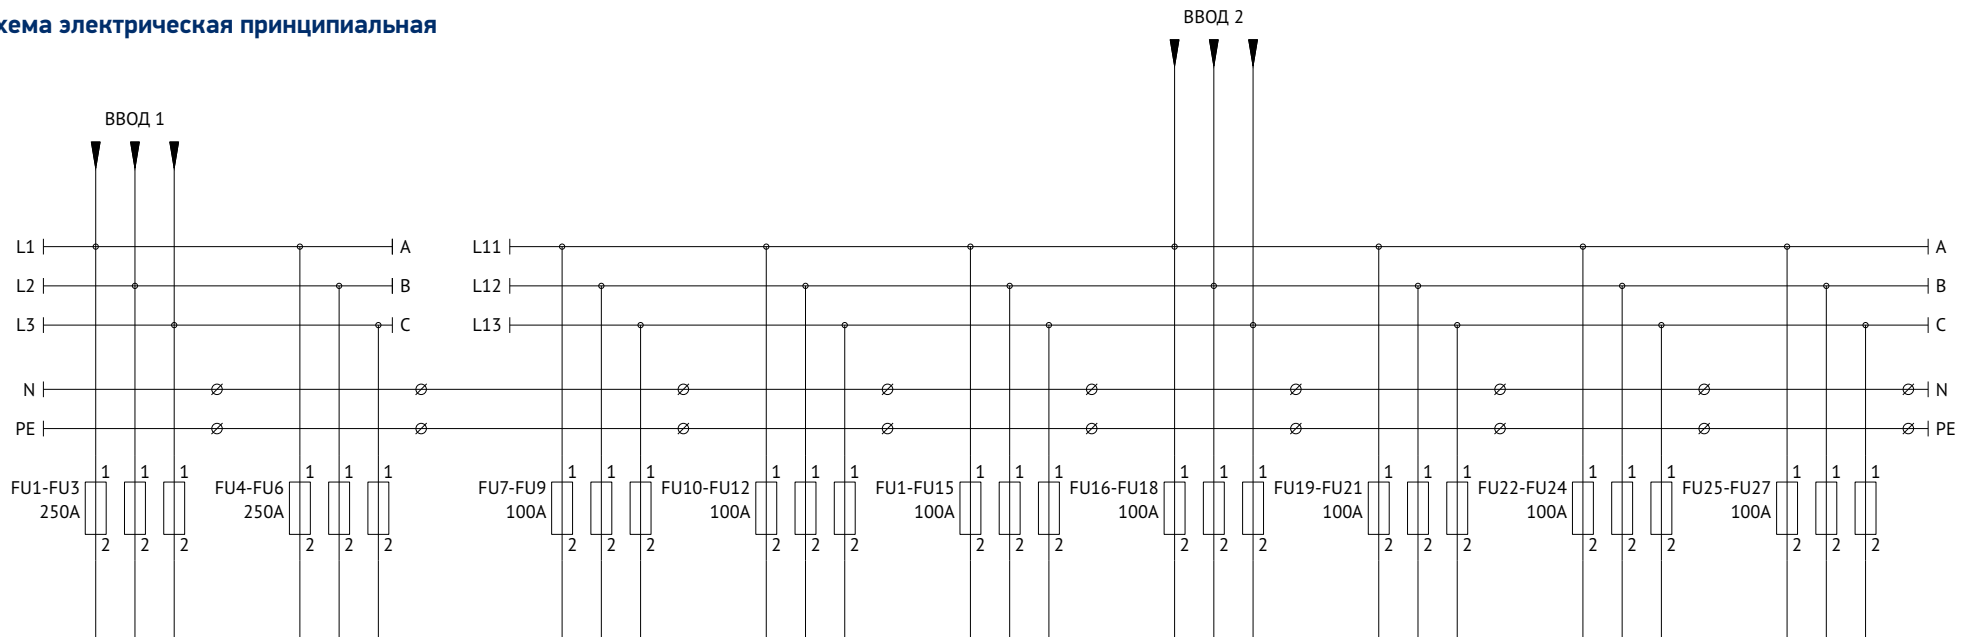 хема электрическая принципиальная
ВВОД 2
ВВОД 1
L1 A L11 A
L2 B L12 B
L3 C L13 C
N N
PE PE
1 1 1 1 1 1 1 1 1 1 1 1 1 1 1 1 1 1 1 1 1 1 1 1 1 1 1
FU1-FU3 FU4-FU6 FU7-FU9 FU10-FU12 FU1-FU15 FU16-FU18 FU19-FU21 FU22-FU24 FU25-FU27
250A 250A 100A 100A 100A 100A 100A 100A 100A
2 2 2 2 2 2 2 2 2 2 2 2 2 2 2 2 2 2 2 2 2 2 2 2 2 2 2